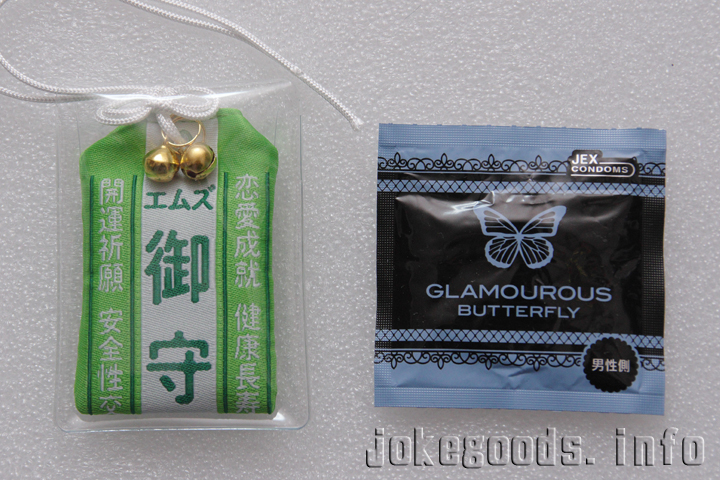 恋愛成就 健康長寿
エムズ
御守
開運祈願 安全性交
JEX
CONDOMS
GLAMOUROUS
BUTTERFLY
男性側
jokegoods. info